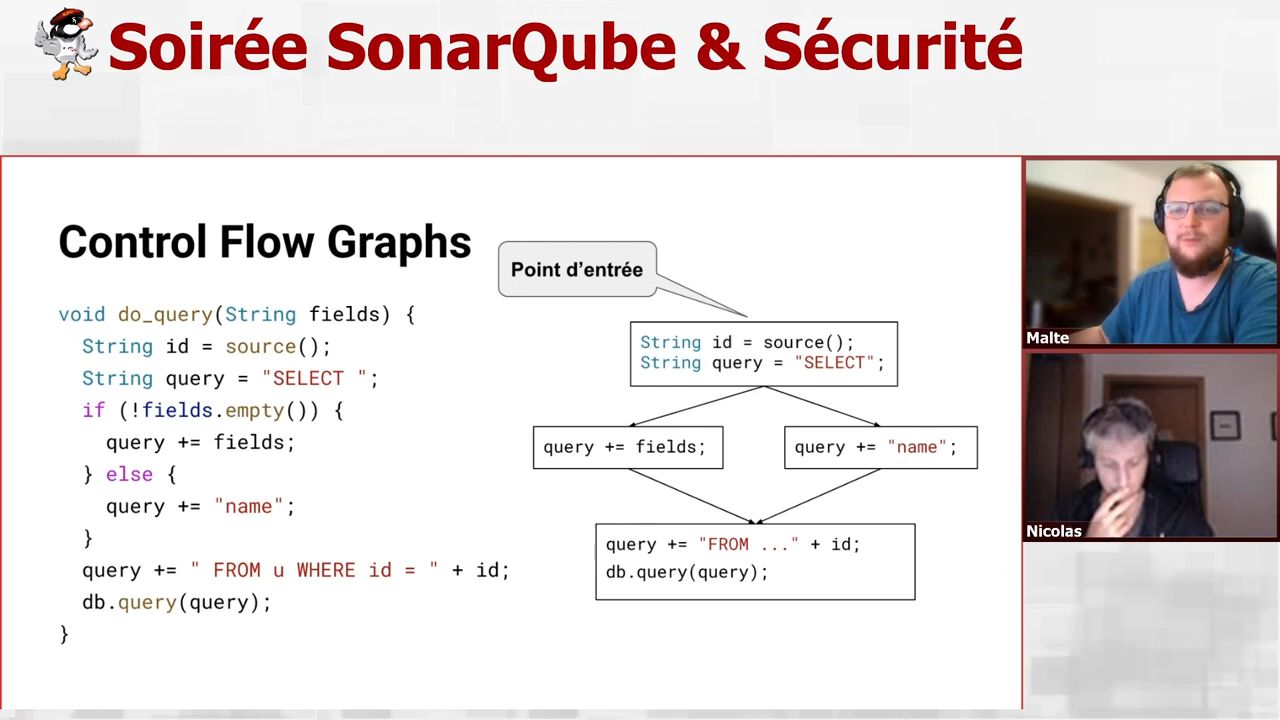 Soirée SonarQube & Sécurité
Control Flow Graphs
void do_query(String fields) {
String id = source();
String query = "SELECT ";
if (!fields.empty()) {
query += fields;
} else {
query += "name";
}
query += " FROM u WHERE id = " + id;
db.query(query);
}
Point d’entrée
String id = source();
String query = "SELECT";
query += fields;
query += "name";
query += "FROM ..." + id;
db.query(query);
Malte
Nicolas